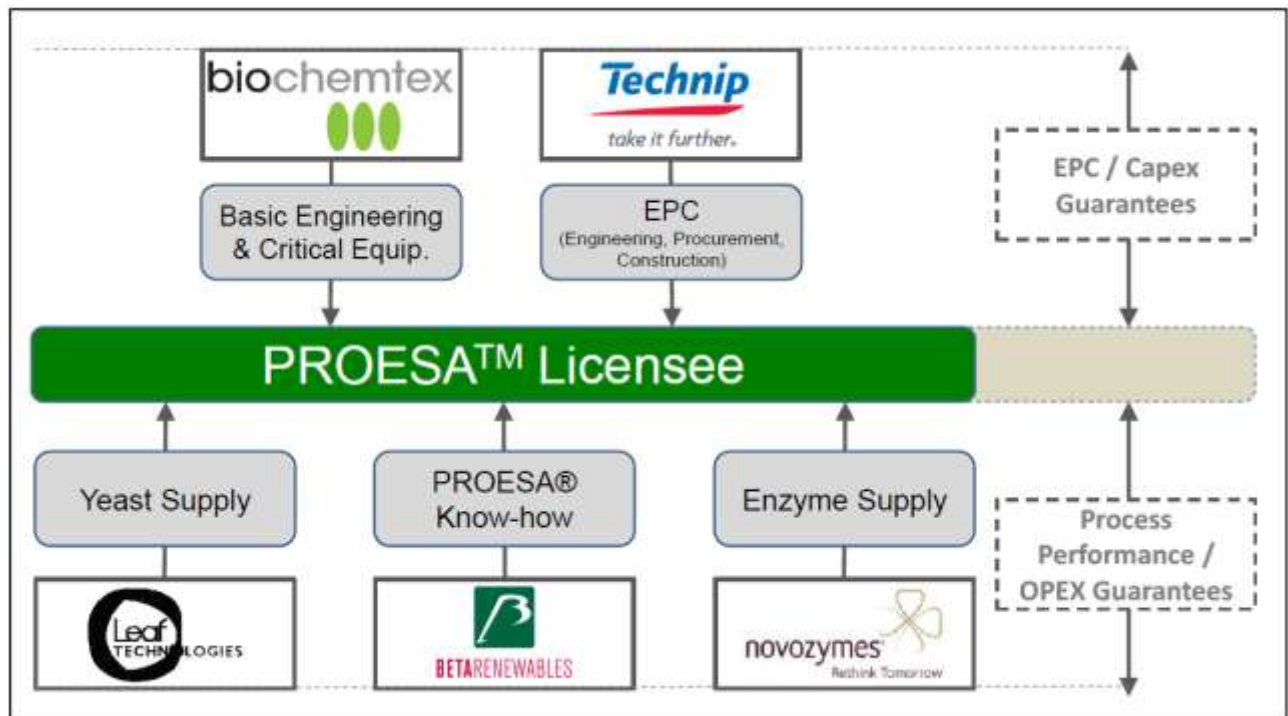 biochemtex
Technip
take it further.
Basic Engineering
& Critical Equip.
EPC
(Engineering, Procurement,
Construction)
EPC / Capex
Guarantees
PROESA™ Licensee
Yeast Supply
PROESA®
Know-how
Enzyme Supply
Process
Performance /
OPEX Guarantees
Leaf
TECHNOLOGIES
β
BETARENEWABLES
novozymes®
Rethink Tomorrow